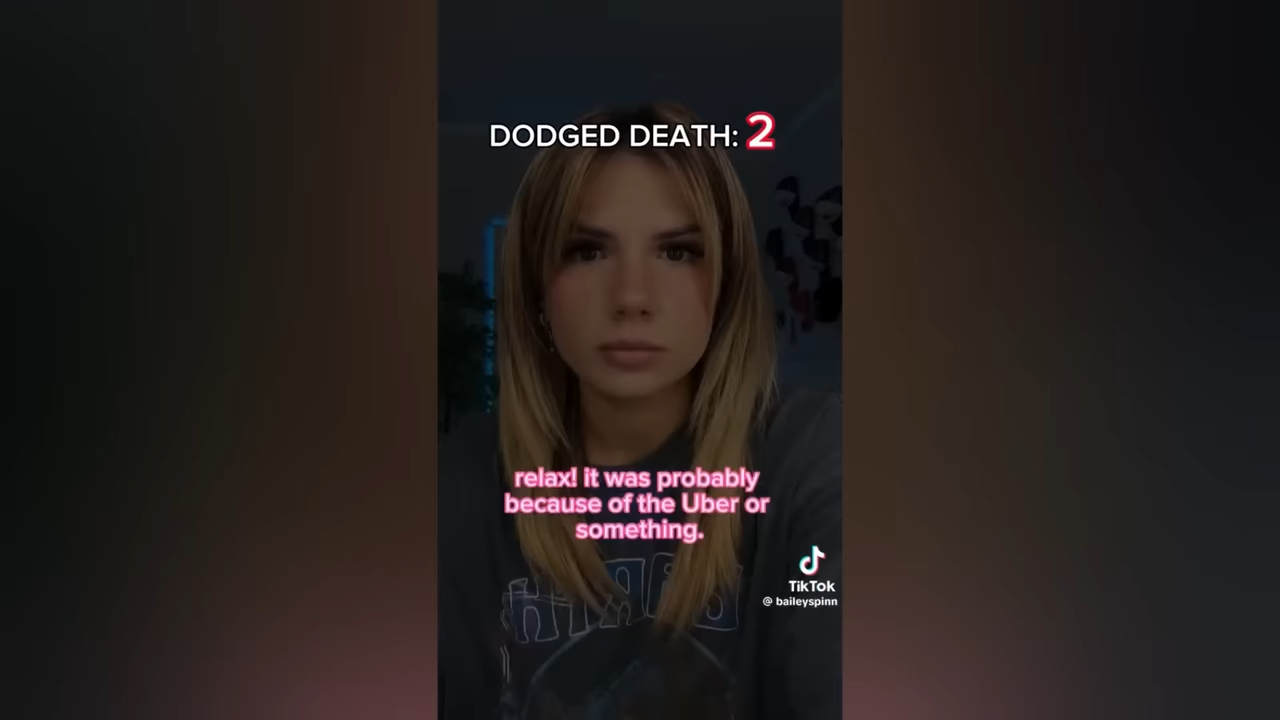 DODGED DEATH: 2
relax! it was probably
because of the Uber or
something.
TikTok
@ baileyspinn